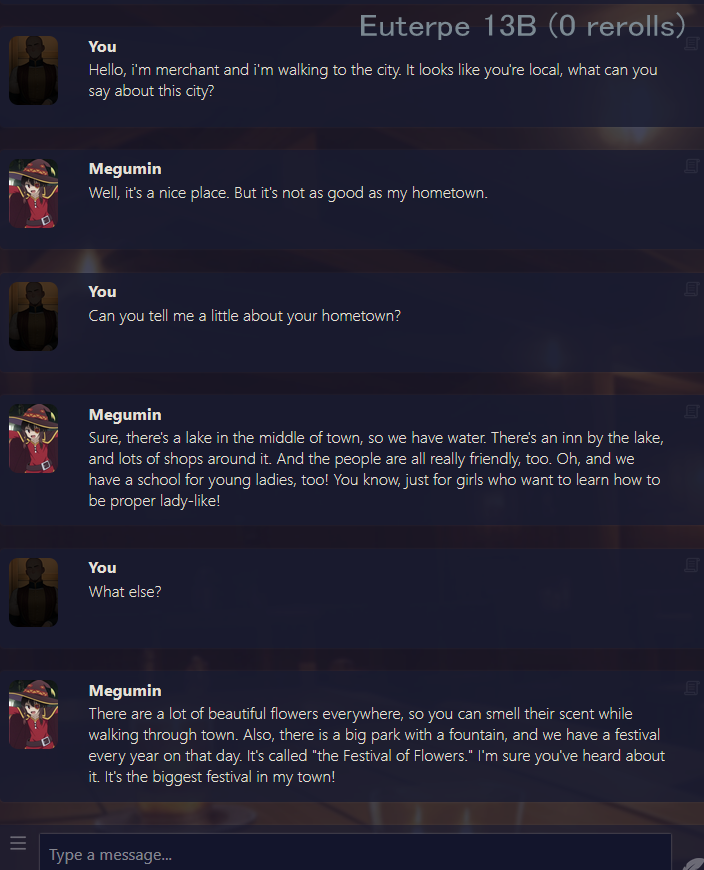 Euterpe 13B (0 rerolls)
You
Hello, i'm merchant and i'm walking to the city. It looks like you're local, what can you
say about this city?
Megumin
Well, it's a nice place. But it's not as good as my hometown.
You
Can you tell me a little about your hometown?
Megumin
Sure, there's a lake in the middle of town, so we have water. There's an inn by the lake,
and lots of shops around it. And the people are all really friendly, too. Oh, and we
have a school for young ladies, too! You know, just for girls who want to learn how to
be proper lady-like!
You
What else?
Megumin
There are a lot of beautiful flowers everywhere, so you can smell their scent while
walking through town. Also, there is a big park with a fountain, and we have a festival
every year on that day. It's called "the Festival of Flowers." I'm sure you've heard about
it. It's the biggest festival in my town!
Type a message...